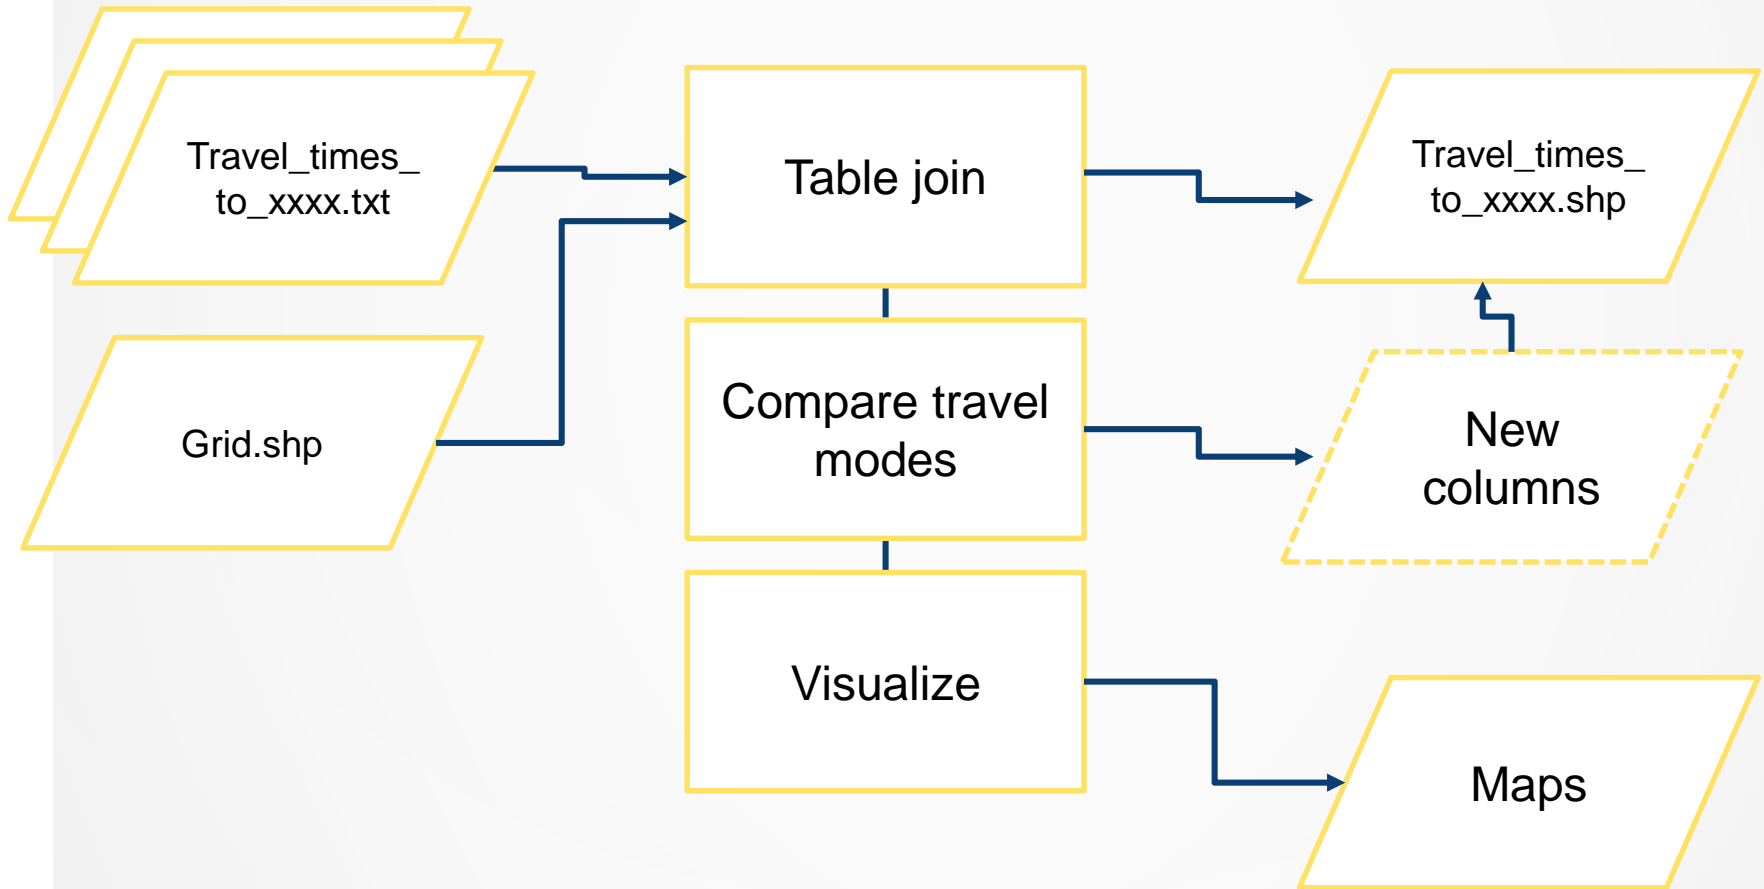 Travel_times_
to_xxxx.txt
Table join
Travel_times_
to_xxxx.shp
Grid.shp
Compare travel
modes
New
columns
Visualize
Maps